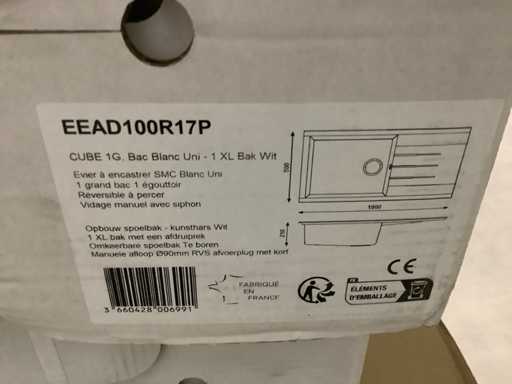 EEAD100R17P
CUBE 1G. Bac Blanc Uni - 1 XL Bak Wit
Evier à encastrer SMC Blanc Uni
1 grand bac 1 égouttoir
Réversible à percer
Vidage manuel avec siphon
Opbouw spoelbak - kunsthars Wit
1 XL bak met een afdruiprek
Omkeerbare spoelbak Te boren
Manuele afloop Ø90mm RVS afvoerplug met korf
500
1000
210
3 660428 006991
FABRIQUÉ
EN
FRANCE
CE
FR
ÉLÉMENTS
D'EMBALLAGE